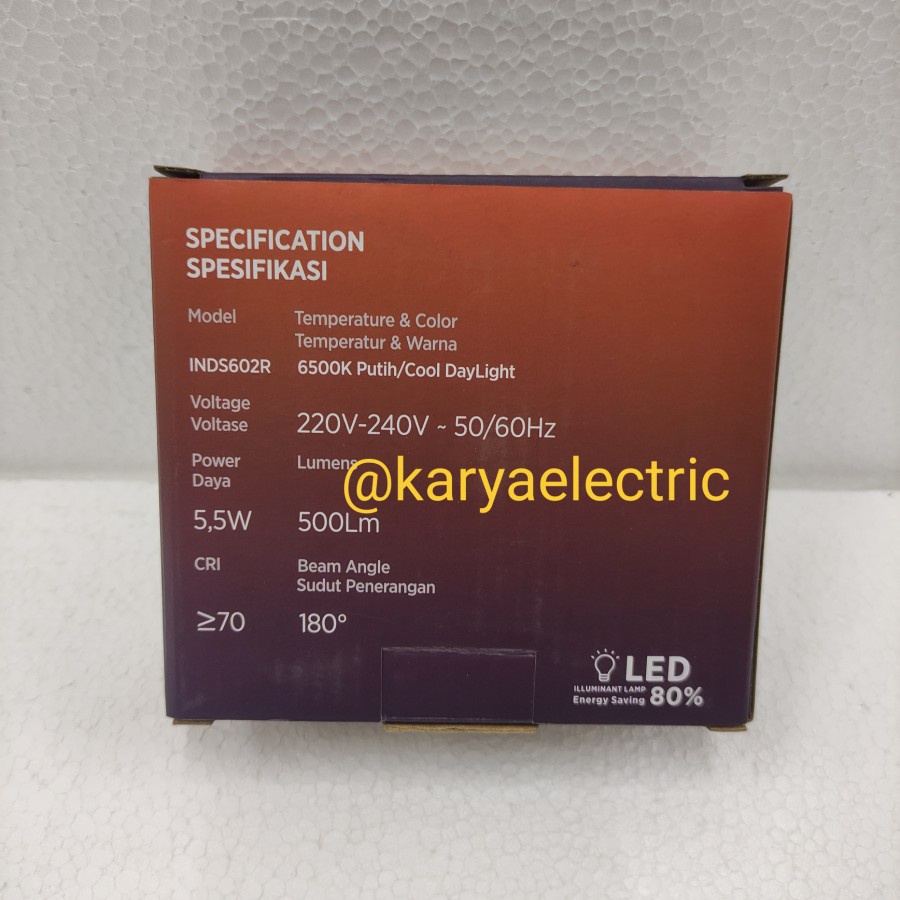 SPECIFICATION
SPESIFIKASI
Model
Temperature & Color
Temperatur & Warna
INDS602R
6500K Putih/Cool DayLight
Voltage
Voltase
220V-240V ~ 50/60Hz
Power
Daya
Lumens
@karyaelectric
5,5W
500Lm
CRI
Beam Angle
Sudut Penerangan
≥70
180°
LED
ILLUMINANT LAMP
Energy Saving 80%